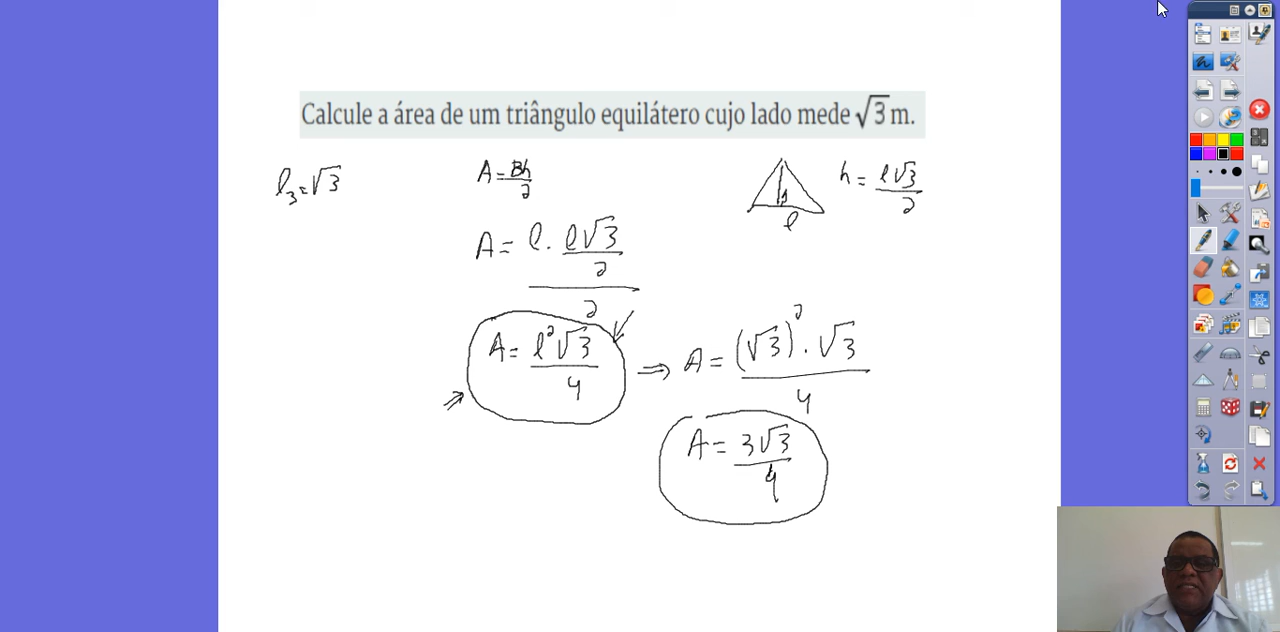 Calcule a área de um triângulo equilátero cujo lado mede √3 m.
l₃=√3
A=Bh/2
h
l
h = l√3/2
A = l. l√3/2 / 2
A = l²√3/4
⇒
⇒ A = (√3)².√3/4
A = 3√3/4